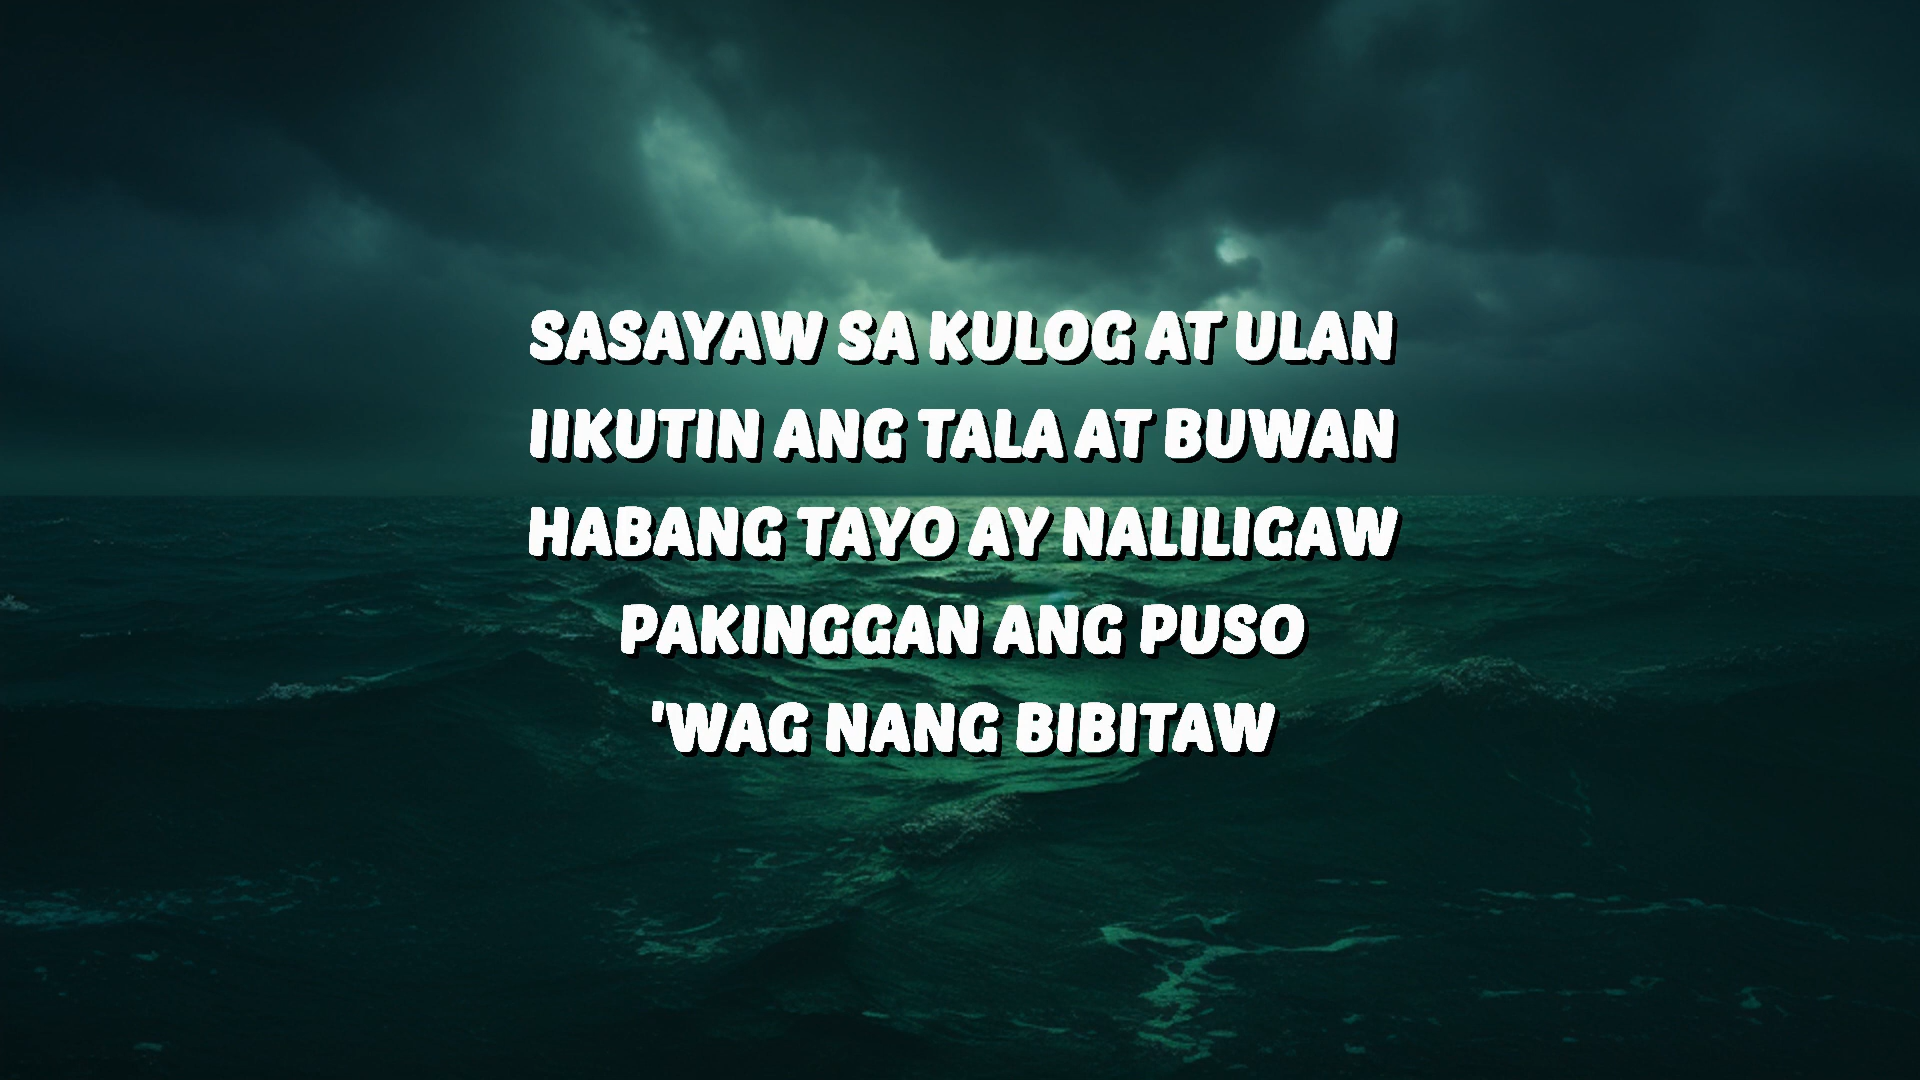 SASAYAW SA KULOG AT ULAN
IIKUTIN ANG TALA AT BUWAN
HABANG TAYO AY NALILIGAW
PAKINGGAN ANG PUSO
'WAG NANG BIBITAW